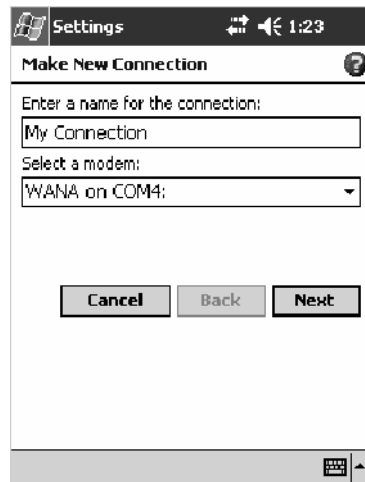 Settings 1:23
Make New Connection ?
Enter a name for the connection:
My Connection
Select a modem:
WANA on COM4:
Cancel Back Next